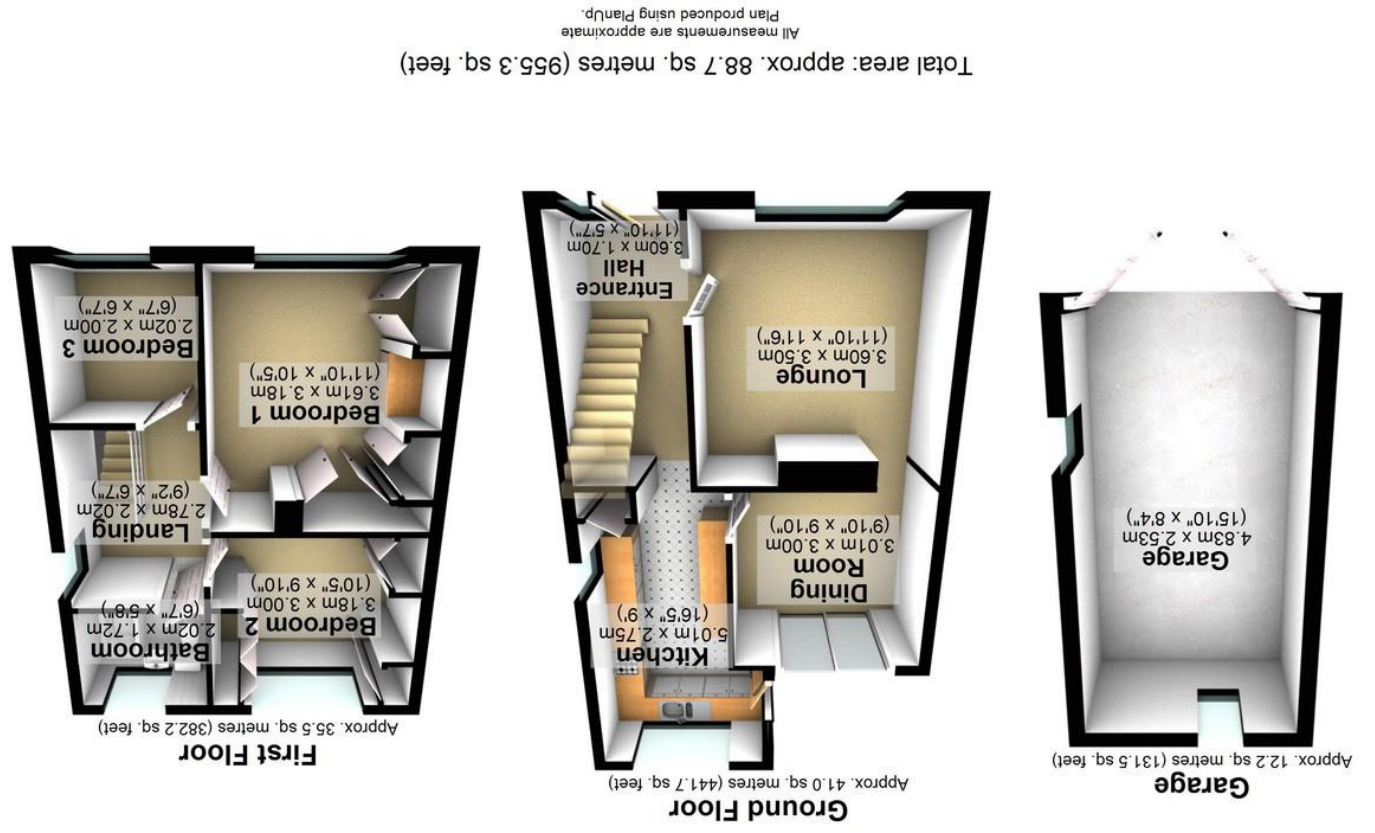 Garage
Approx. 12.2 sq. metres (131.5 sq. feet)
Garage
4.83m x 2.53m
(15'10" x 8'4")
Ground Floor
Approx. 41.0 sq. metres (441.7 sq. feet)
Kitchen
5.01m x 2.75m
(16'5" x 9')
Dining
Room
3.01m x 3.00m
(9'10" x 9'10")
Lounge
3.60m x 3.50m
(11'10" x 11'6")
Entrance
Hall
3.60m x 1.70m
(11'10" x 5'7")
First Floor
Approx. 35.5 sq. metres (382.2 sq. feet)
Bedroom 2
3.18m x 3.00m
(10'5" x 9'10")
Bathroom
2.02m x 1.72m
(6'7" x 5'8")
Landing
2.78m x 2.02m
(9'2" x 6'7")
Bedroom 1
3.61m x 3.18m
(11'10" x 10'5")
Bedroom 3
2.02m x 2.00m
(6'7" x 6'7")
Total area: approx. 88.7 sq. metres (955.3 sq. feet)
All measurements are approximate
Plan produced using PlanUp.